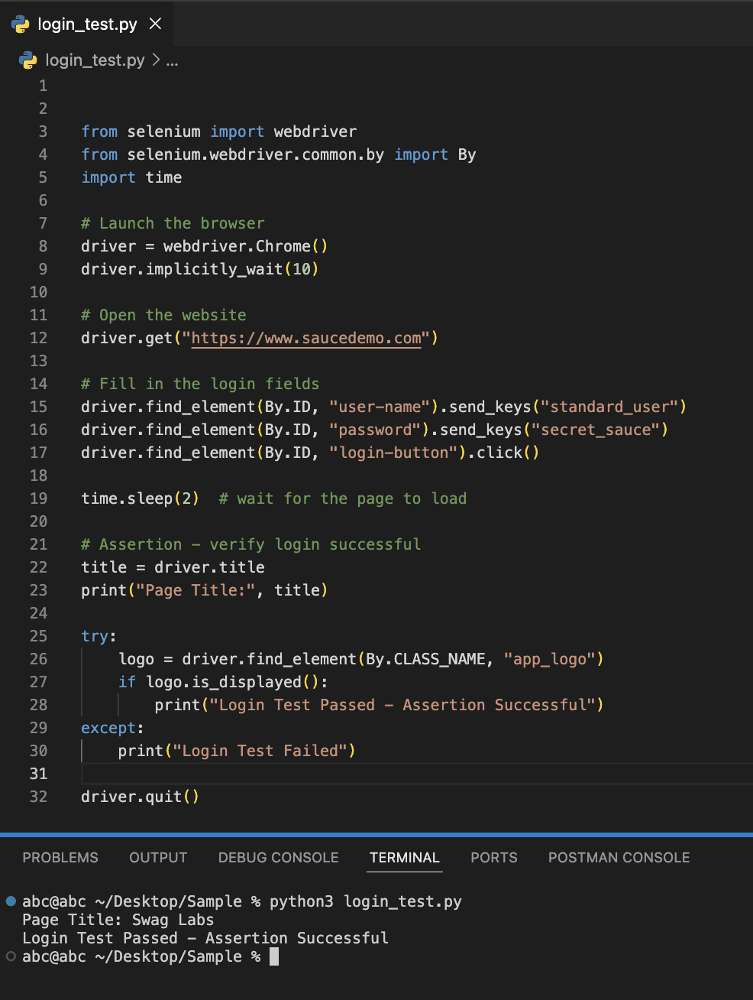 login_test.py
login_test.py > ...
1
2
3 from selenium import webdriver
4 from selenium.webdriver.common.by import By
5 import time
6
7 # Launch the browser
8 driver = webdriver.Chrome()
9 driver.implicitly_wait(10)
10
11 # Open the website
12 driver.get("https://www.saucedemo.com")
13
14 # Fill in the login fields
15 driver.find_element(By.ID, "user-name").send_keys("standard_user")
16 driver.find_element(By.ID, "password").send_keys("secret_sauce")
17 driver.find_element(By.ID, "login-button").click()
18
19 time.sleep(2)  # wait for the page to load
20
21 # Assertion – verify login successful
22 title = driver.title
23 print("Page Title:", title)
24
25 try:
26     logo = driver.find_element(By.CLASS_NAME, "app_logo")
27     if logo.is_displayed():
28         print("Login Test Passed – Assertion Successful")
29 except:
30     print("Login Test Failed")
31
32 driver.quit()
PROBLEMS OUTPUT DEBUG CONSOLE TERMINAL PORTS POSTMAN CONSOLE
abc@abc ~/Desktop/Sample % python3 login_test.py
Page Title: Swag Labs
Login Test Passed – Assertion Successful
abc@abc ~/Desktop/Sample %